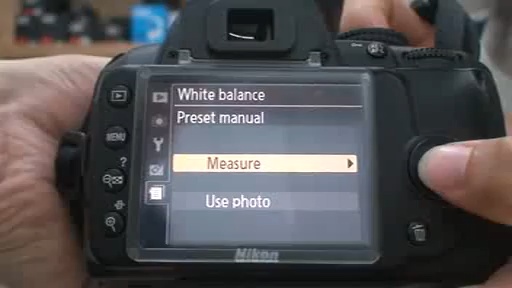 White balance
Preset manual
Measure
Use photo
MENU
?
Nikon